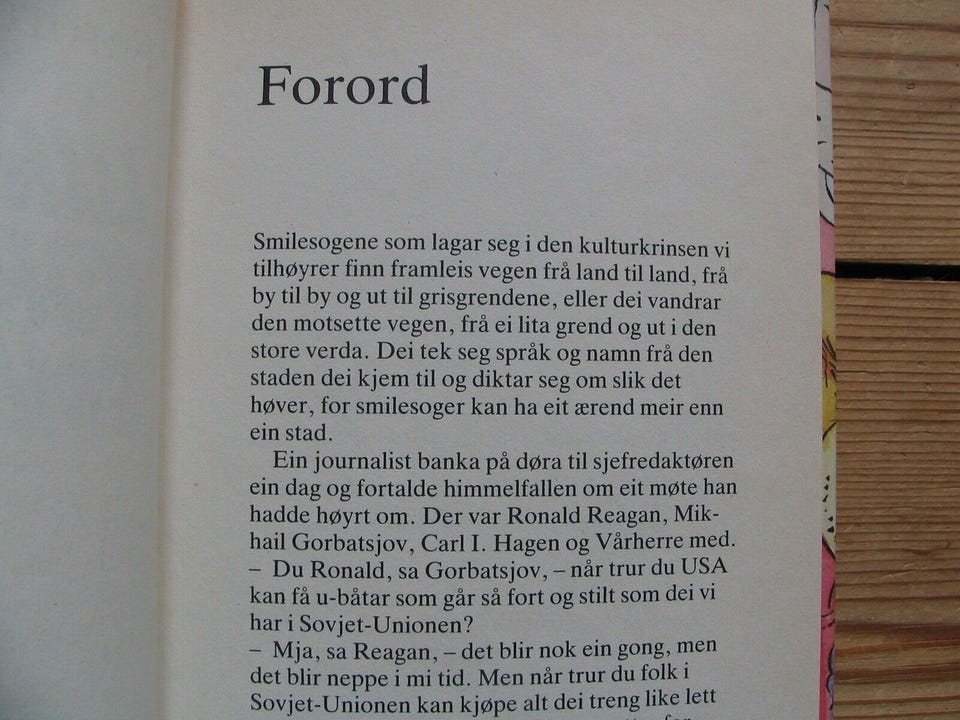 Forord
Smilesogene som lagar seg i den kulturkrinsen vi
tilhøyrer finn framleis vegen frå land til land, frå
by til by og ut til grisgrendene, eller dei vandrar
den motsette vegen, frå ei lita grend og ut i den
store verda. Dei tek seg språk og namn frå den
staden dei kjem til og diktar seg om slik det
høver, for smilesoger kan ha eit ærend meir enn
ein stad.
Ein journalist banka på døra til sjefredaktøren
ein dag og fortalde himmelfallen om eit møte han
hadde høyrt om. Der var Ronald Reagan, Mik-
hail Gorbatsjov, Carl I. Hagen og Vårherre med.
– Du Ronald, sa Gorbatsjov, – når trur du USA
kan få u-båtar som går så fort og stilt som dei vi
har i Sovjet-Unionen?
– Mja, sa Reagan, – det blir nok ein gong, men
det blir neppe i mi tid. Men når trur du folk i
Sovjet-Unionen kan kjøpe alt dei treng like lett